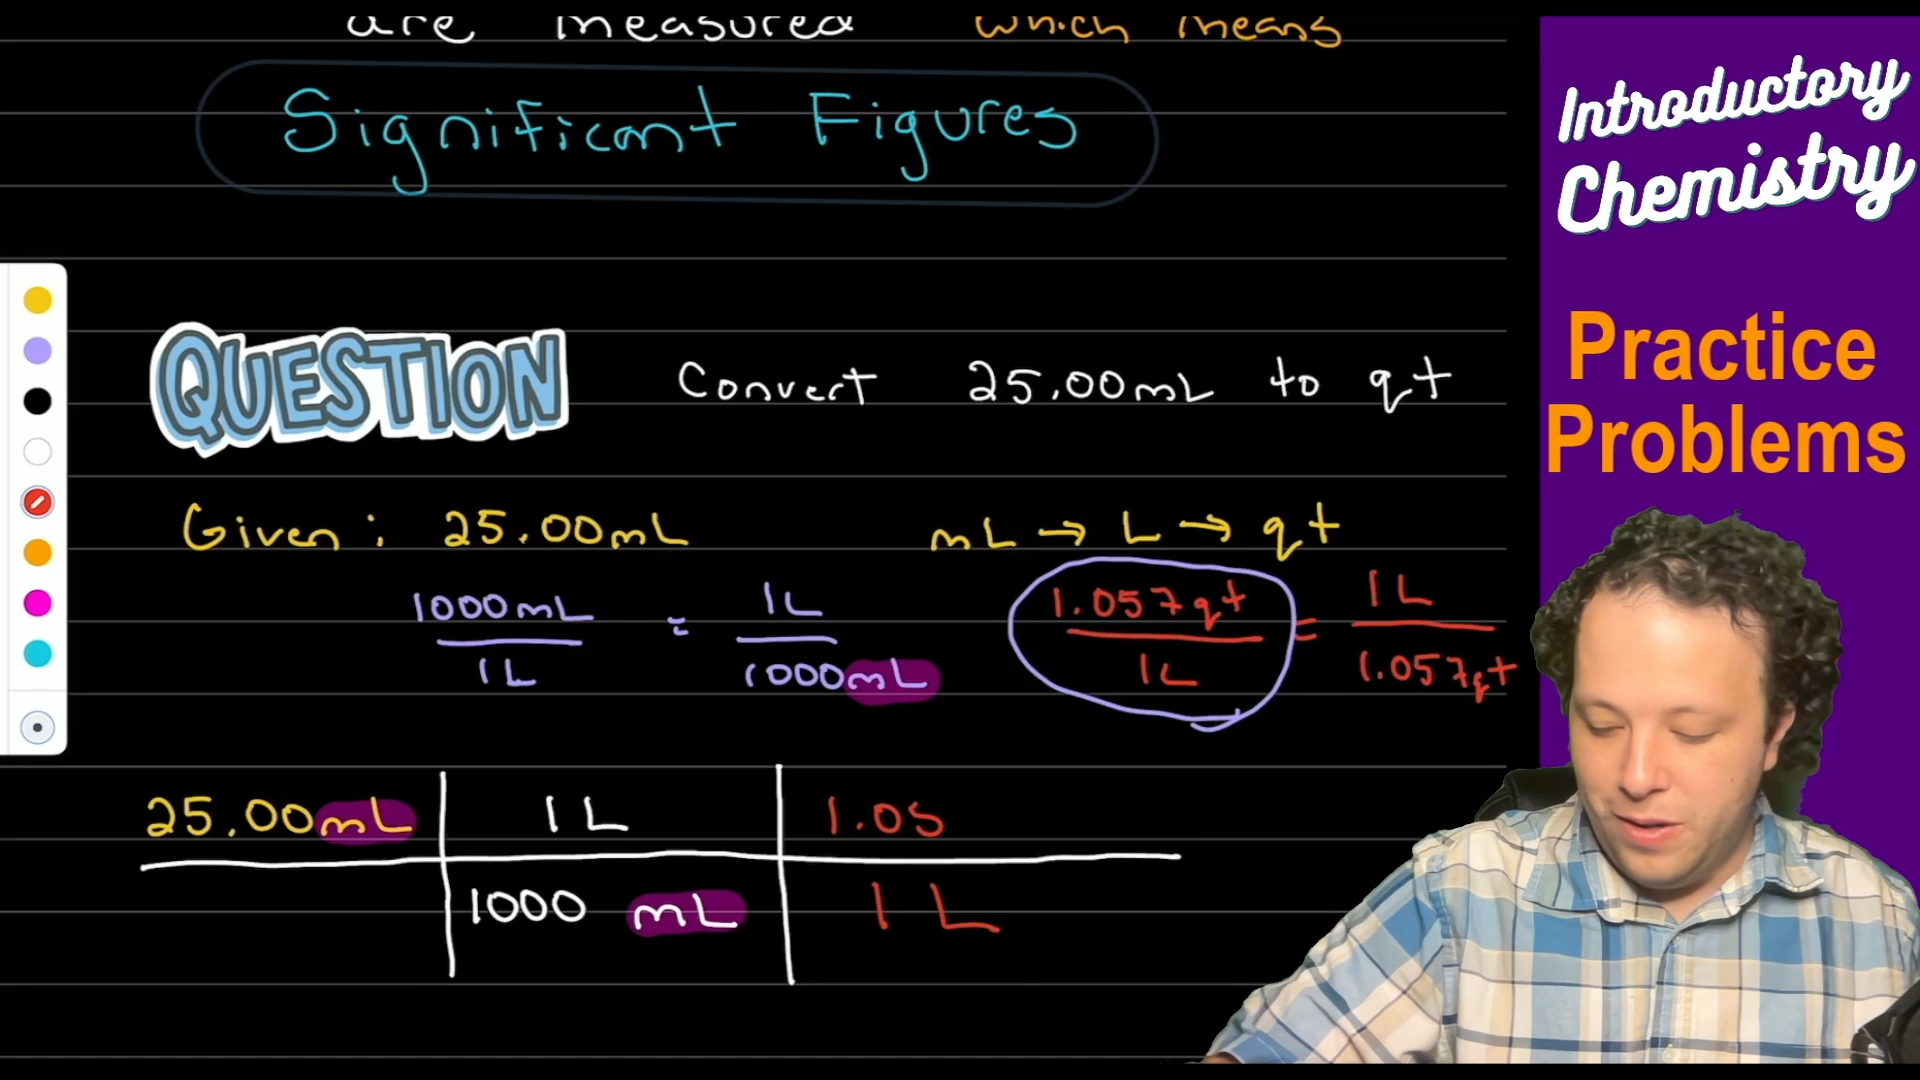 are measured which means
Significant Figures
QUESTION Convert 25.00mL to qt
Given: 25.00mL mL → L → qt
1000mL = 1L 1.057qt = 1L
1L 1000mL 1L 1.057qt
25.00mL 1 L 1.05
1000 mL 1 L
Introductory
Chemistry
Practice
Problems